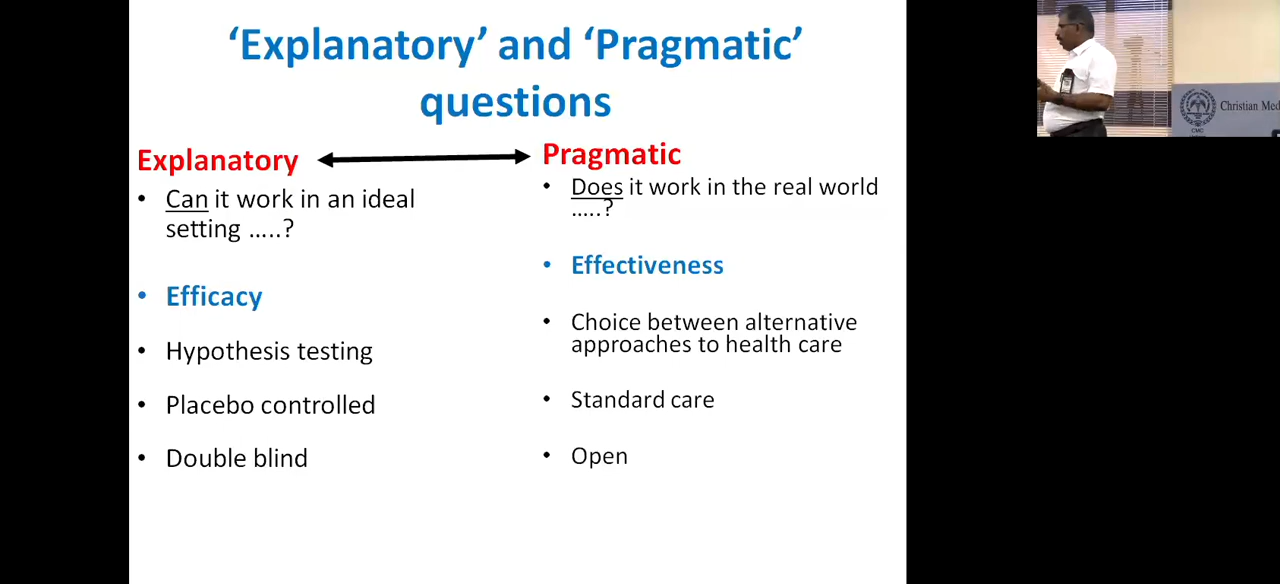 ‘Explanatory’ and ‘Pragmatic’
questions
Explanatory
• Can it work in an ideal
setting .....?
• Efficacy
• Hypothesis testing
• Placebo controlled
• Double blind
Pragmatic
• Does it work in the real world
.....?
• Effectiveness
• Choice between alternative
approaches to health care
• Standard care
• Open
Christian Med
CMC